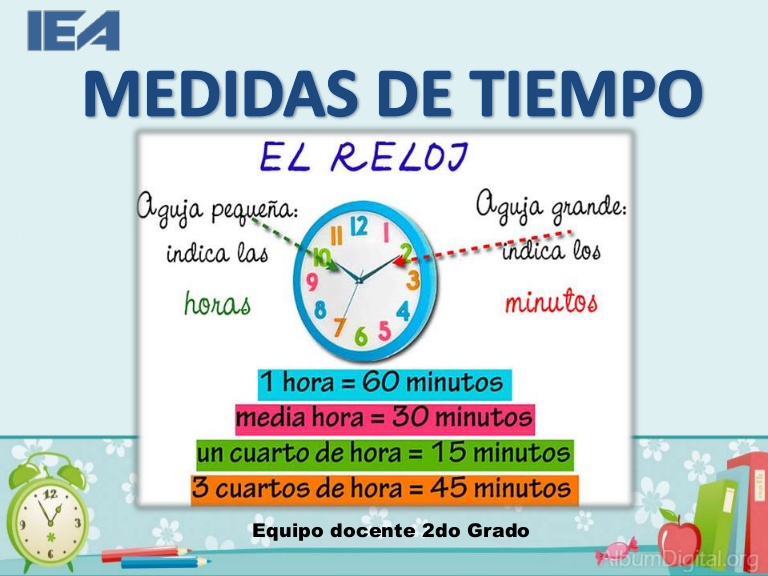 IEA
MEDIDAS DE TIEMPO
EL RELOJ
Aguja pequeña:
indica las
horas
Aguja grande:
indica los
minutos
12
1
2
3
4
5
6
7
8
9
10
11
1 hora = 60 minutos
media hora = 30 minutos
un cuarto de hora = 15 minutos
3 cuartos de hora = 45 minutos
Equipo docente 2do Grado
12
3
6
9
AlbumDigital.org